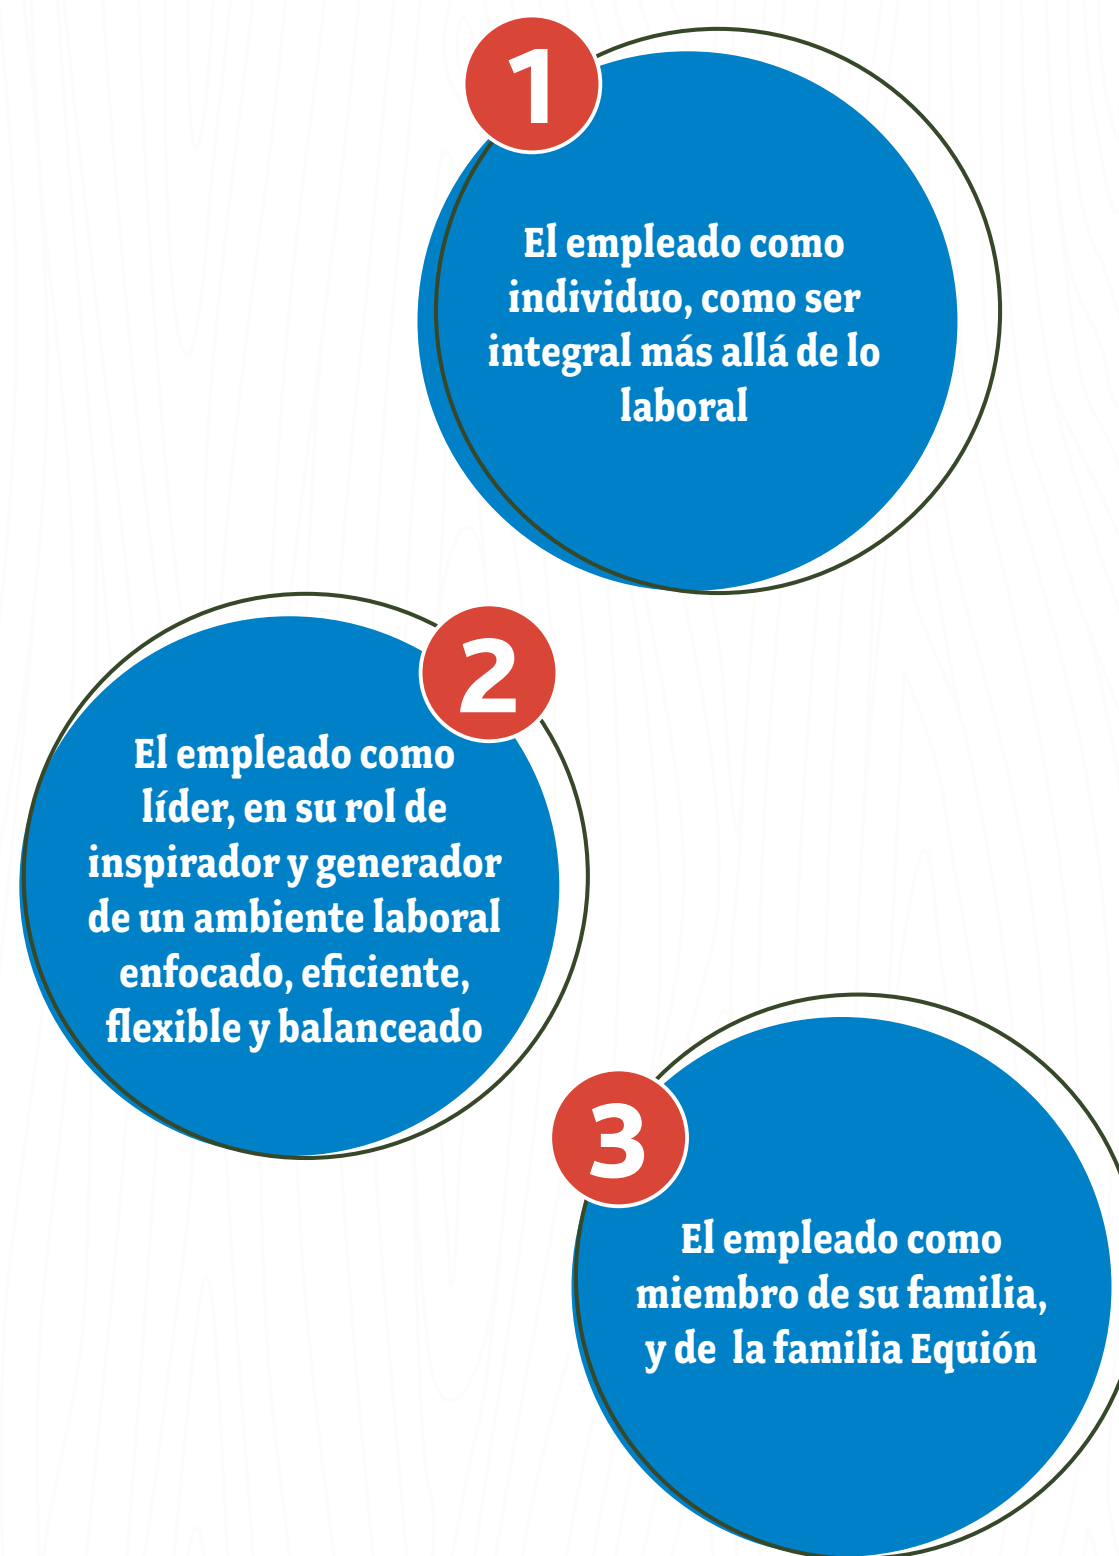 1
El empleado como
individuo, como ser
integral más allá de lo
laboral
2
El empleado como
líder, en su rol de
inspirador y generador
de un ambiente laboral
enfocado, eficiente,
flexible y balanceado
3
El empleado como
miembro de su familia,
y de  la familia Equión